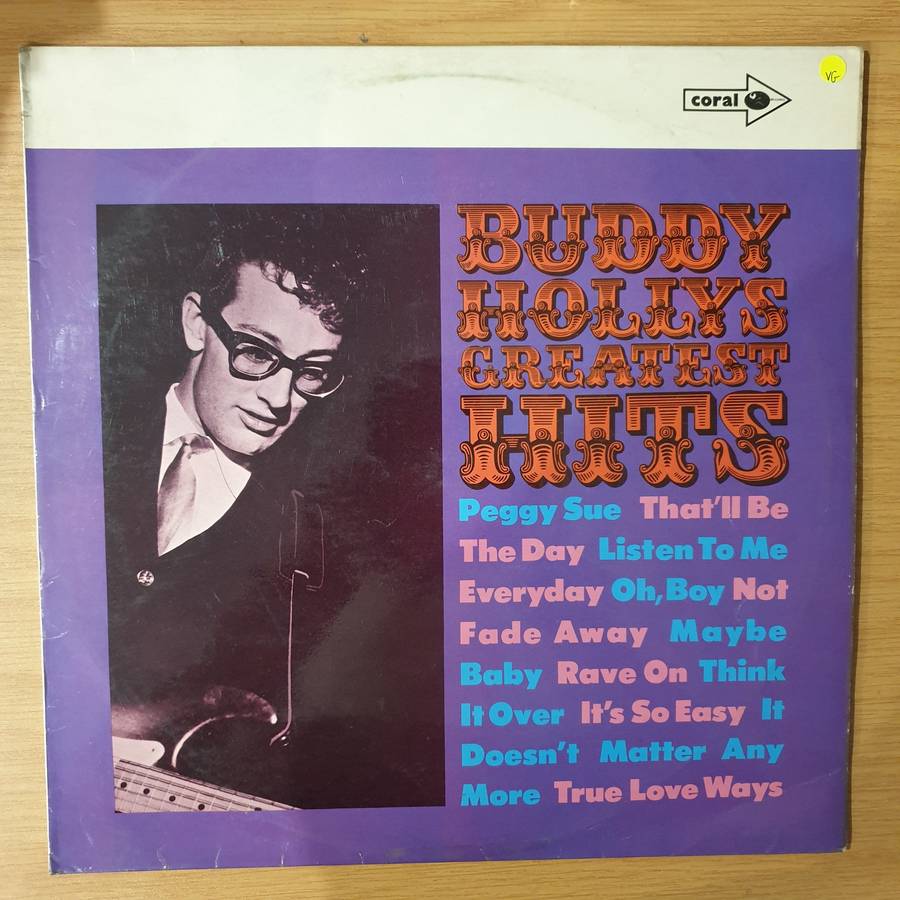 coral
VG
BUDDY
HOLLYS
GREATEST
HITS
Peggy Sue That'll Be
The Day Listen To Me
Everyday Oh, Boy Not
Fade Away Maybe
Baby Rave On Think
It Over It's So Easy It
Doesn't Matter Any
More True Love Ways